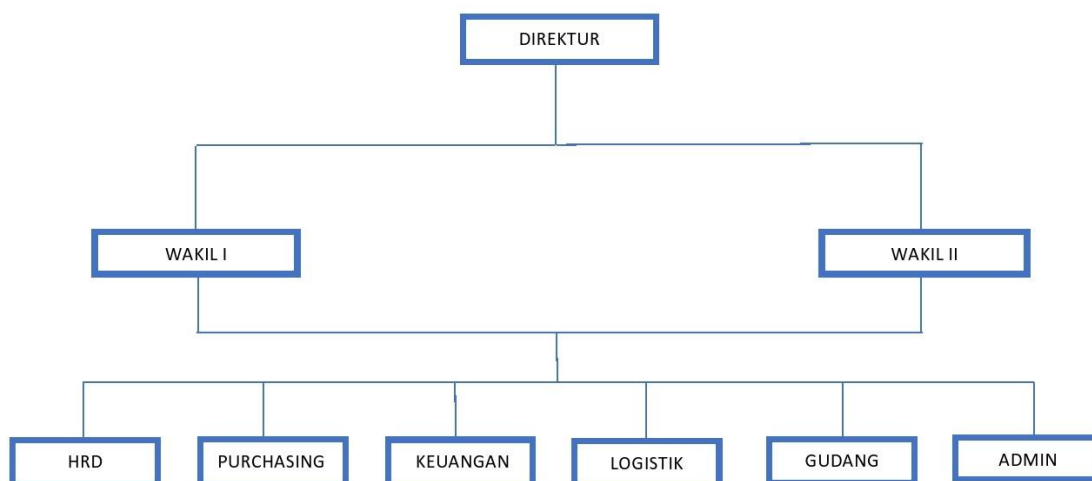 DIREKTUR
WAKIL I
WAKIL II
HRD
PURCHASING
KEUANGAN
LOGISTIK
GUDANG
ADMIN